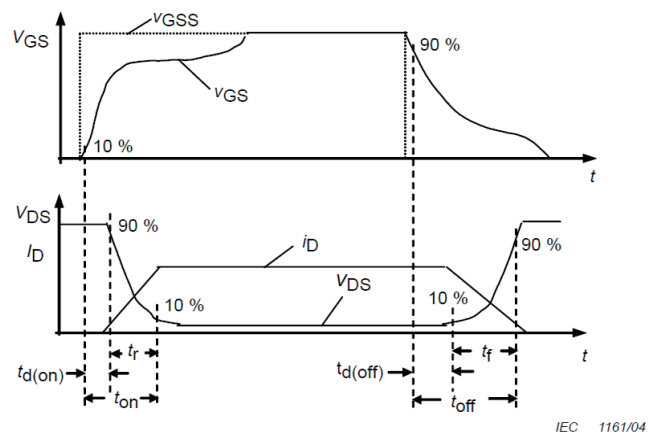 VGSS
VGS
90 %
VGS
10 %
t
VDS
90 %
ID
iD
90 %
VDS
10 %
10 %
tr
tf
t
td(on)
td(off)
ton
toff
IEC 1161/04